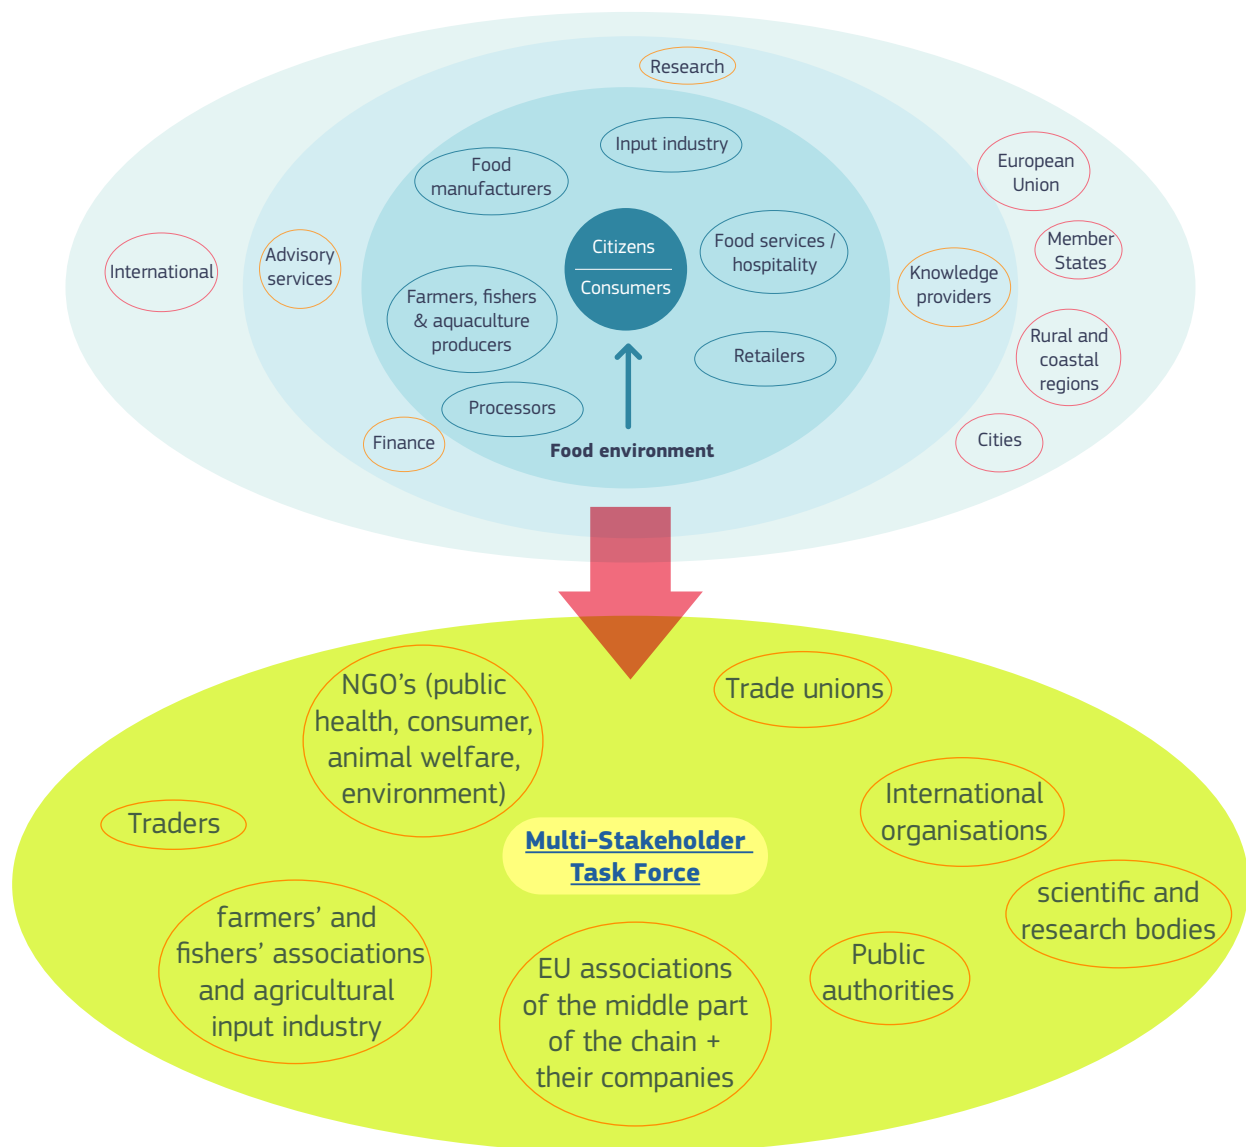 Research
Input industry
Food
manufacturers
European
Union
Citizens
Consumers
Food services /
hospitality
Member
States
International
Advisory
services
Knowledge
providers
Farmers, fishers
& aquaculture
producers
Retailers
Rural and
coastal
regions
Processors
Finance
Food environment
Cities
NGO's (public
health, consumer,
animal welfare,
environment)
Trade unions
Traders
International
organisations
Multi-Stakeholder
Task Force
scientific and
research bodies
farmers’ and
fishers’ associations
and agricultural
input industry
EU associations
of the middle part
of the chain +
their companies
Public
authorities